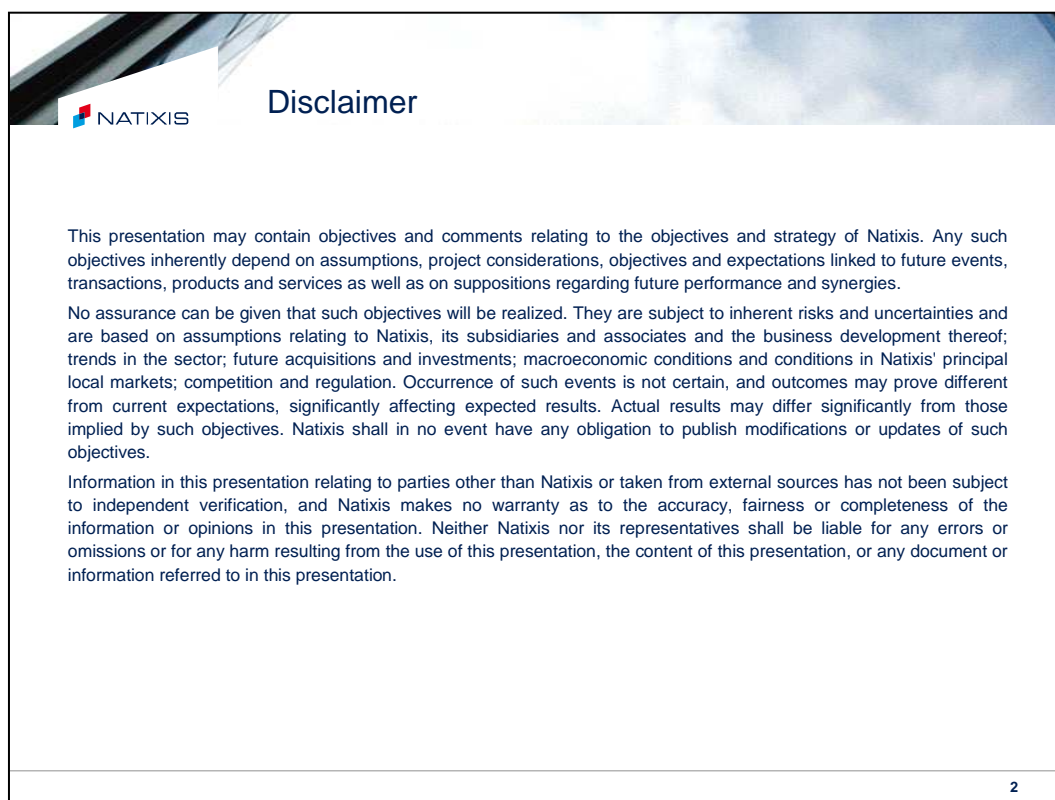 NATIXIS
Disclaimer
This presentation may contain objectives and comments relating to the objectives and strategy of Natixis. Any such
objectives inherently depend on assumptions, project considerations, objectives and expectations linked to future events,
transactions, products and services as well as on suppositions regarding future performance and synergies.
No assurance can be given that such objectives will be realized. They are subject to inherent risks and uncertainties and
are based on assumptions relating to Natixis, its subsidiaries and associates and the business development thereof;
trends in the sector; future acquisitions and investments; macroeconomic conditions and conditions in Natixis' principal
local markets; competition and regulation. Occurrence of such events is not certain, and outcomes may prove different
from current expectations, significantly affecting expected results. Actual results may differ significantly from those
implied by such objectives. Natixis shall in no event have any obligation to publish modifications or updates of such
objectives.
Information in this presentation relating to parties other than Natixis or taken from external sources has not been subject
to independent verification, and Natixis makes no warranty as to the accuracy, fairness or completeness of the
information or opinions in this presentation. Neither Natixis nor its representatives shall be liable for any errors or
omissions or for any harm resulting from the use of this presentation, the content of this presentation, or any document or
information referred to in this presentation.
2